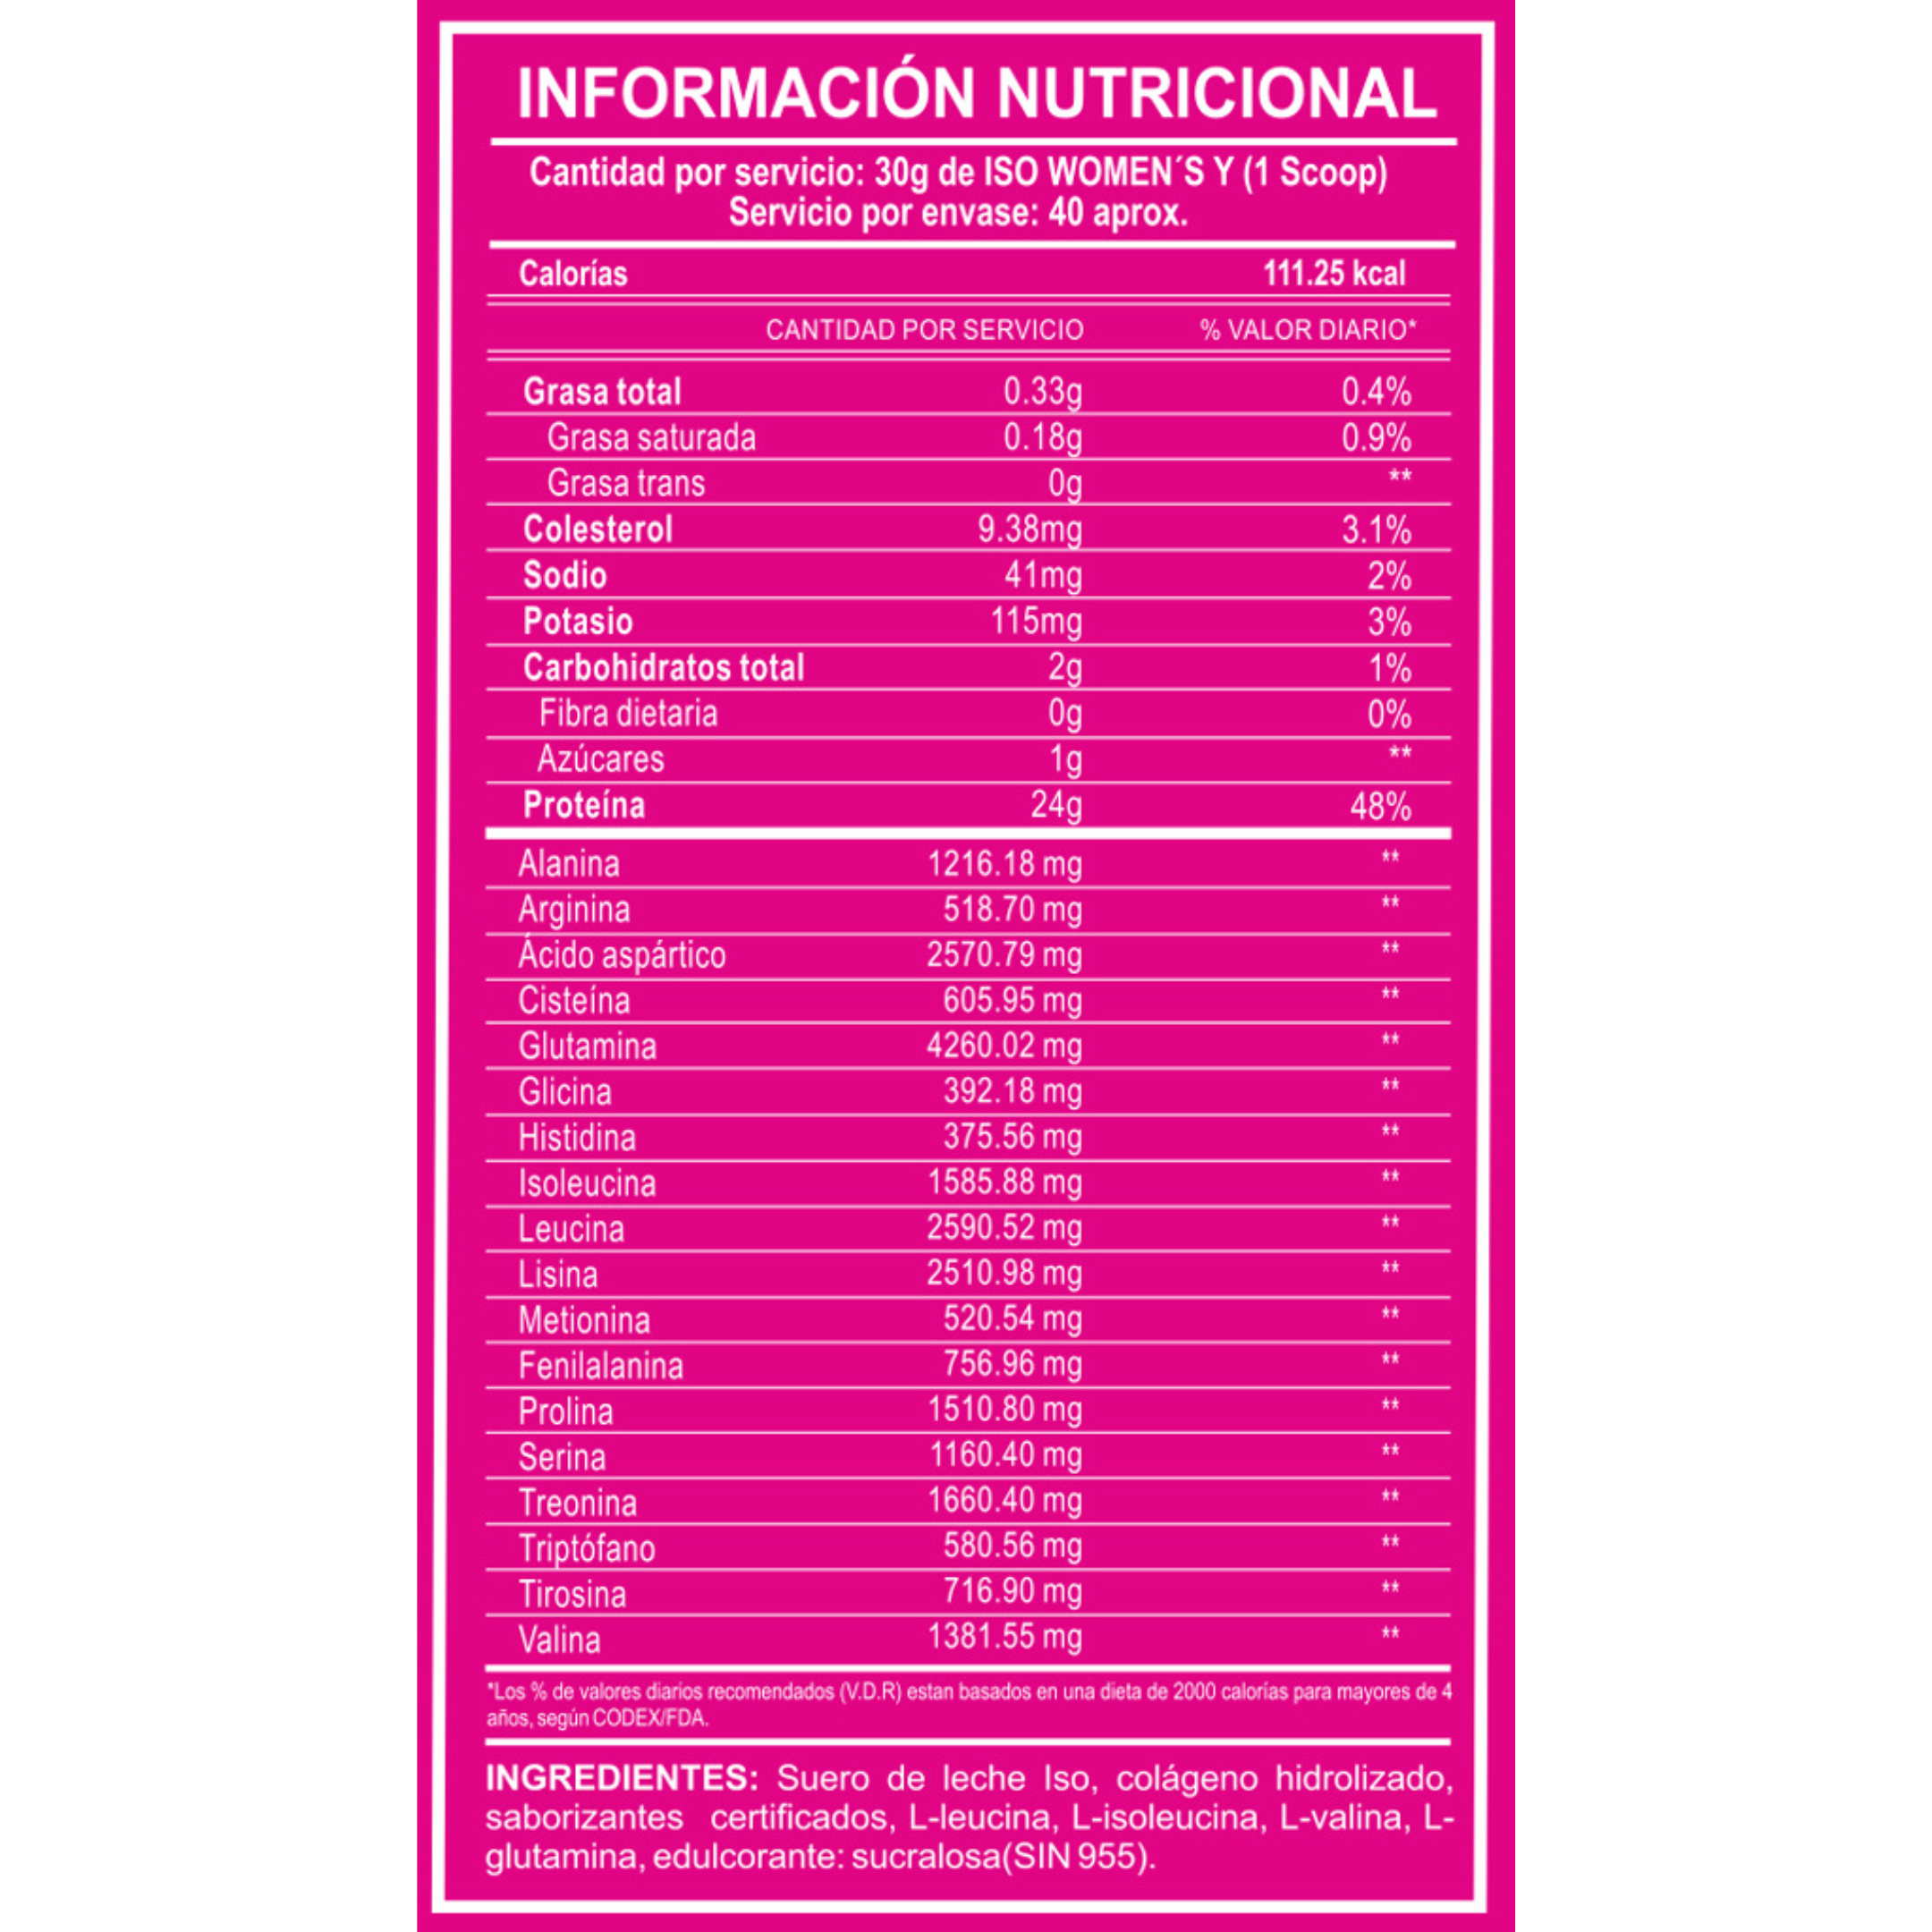 INFORMACIÓN NUTRICIONAL
Cantidad por servicio: 30g de ISO WOMEN´S Y (1 Scoop)
Servicio por envase: 40 aprox.
Calorías 111.25 kcal
CANTIDAD POR SERVICIO % VALOR DIARIO*
Grasa total 0.33g 0.4%
Grasa saturada 0.18g 0.9%
Grasa trans 0g **
Colesterol 9.38mg 3.1%
Sodio 41mg 2%
Potasio 115mg 3%
Carbohidratos total 2g 1%
Fibra dietaria 0g 0%
Azúcares 1g **
Proteína 24g 48%
Alanina 1216.18 mg **
Arginina 518.70 mg **
Ácido aspártico 2570.79 mg **
Cisteína 605.95 mg **
Glutamina 4260.02 mg **
Glicina 392.18 mg **
Histidina 375.56 mg **
Isoleucina 1585.88 mg **
Leucina 2590.52 mg **
Lisina 2510.98 mg **
Metionina 520.54 mg **
Fenilalanina 756.96 mg **
Prolina 1510.80 mg **
Serina 1160.40 mg **
Treonina 1660.40 mg **
Triptófano 580.56 mg **
Tirosina 716.90 mg **
Valina 1381.55 mg **
*Los % de valores diarios recomendados (V.D.R) estan basados en una dieta de 2000 calorías para mayores de 4
años, según CODEX/FDA.
INGREDIENTES: Suero de leche Iso, colágeno hidrolizado,
saborizantes certificados, L-leucina, L-isoleucina, L-valina, L-
glutamina, edulcorante: sucralosa(SIN 955).